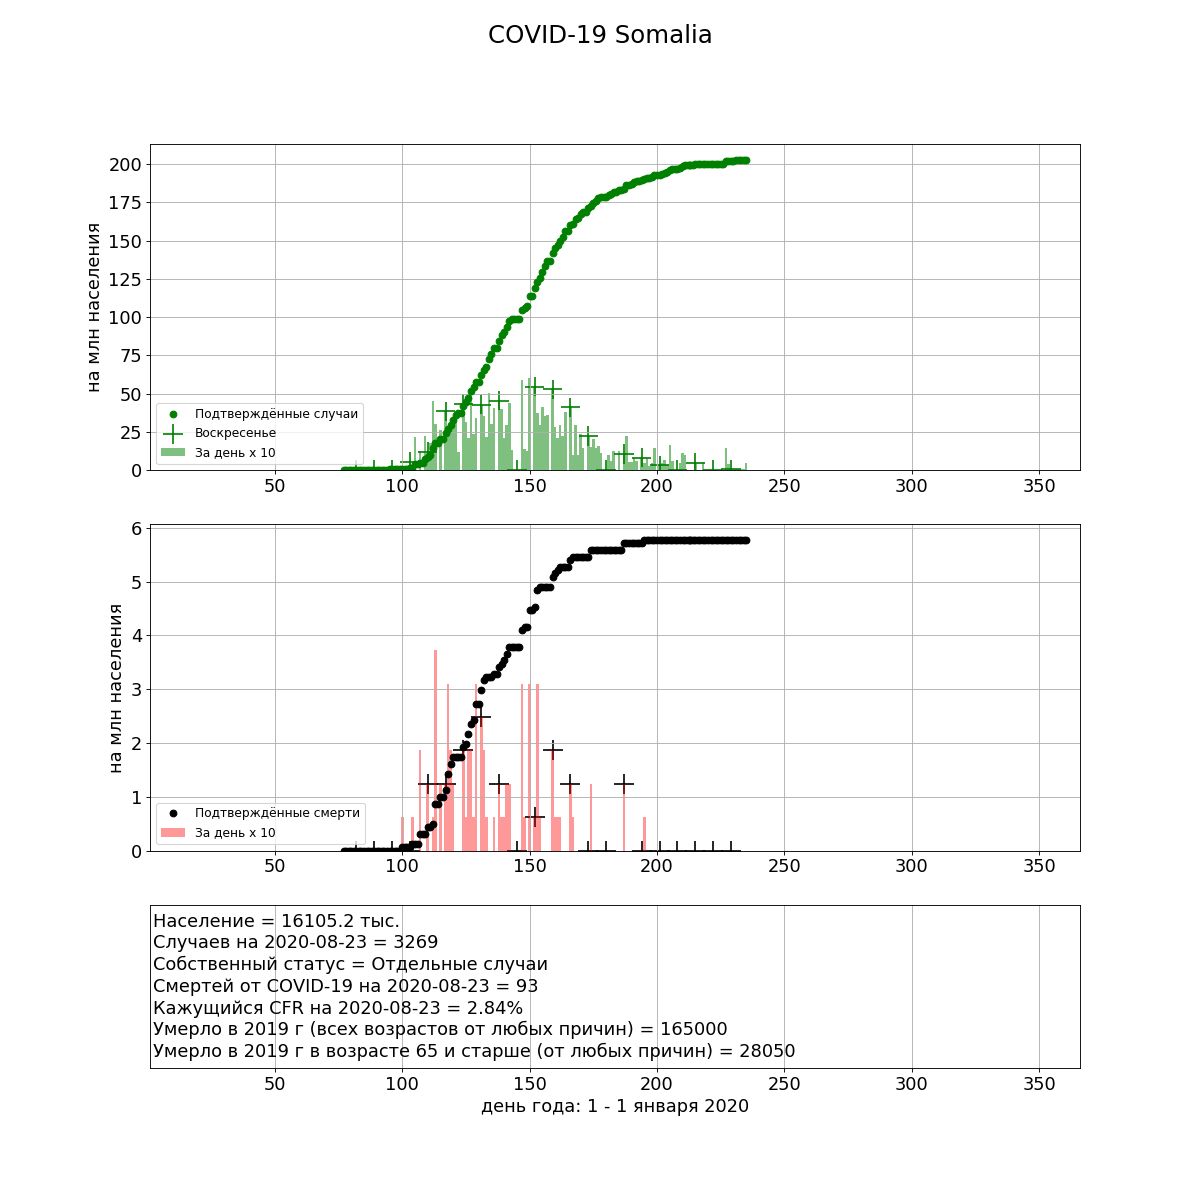 COVID-19 Somalia
на млн населения
200
175
150
125
100
75
50
25
0
Подтверждённые случаи
Воскресенье
За день x 10
50 100 150 200 250 300 350
на млн населения
6
5
4
3
2
1
0
Подтверждённые смерти
За день x 10
50 100 150 200 250 300 350
Население = 16105.2 тыс.
Случаев на 2020-08-23 = 3269
Собственный статус = Отдельные случаи
Смертей от COVID-19 на 2020-08-23 = 93
Кажущийся CFR на 2020-08-23 = 2.84%
Умерло в 2019 г (всех возрастов от любых причин) = 165000
Умерло в 2019 г в возрасте 65 и старше (от любых причин) = 28050
50 100 150 200 250 300 350
день года: 1 - 1 января 2020